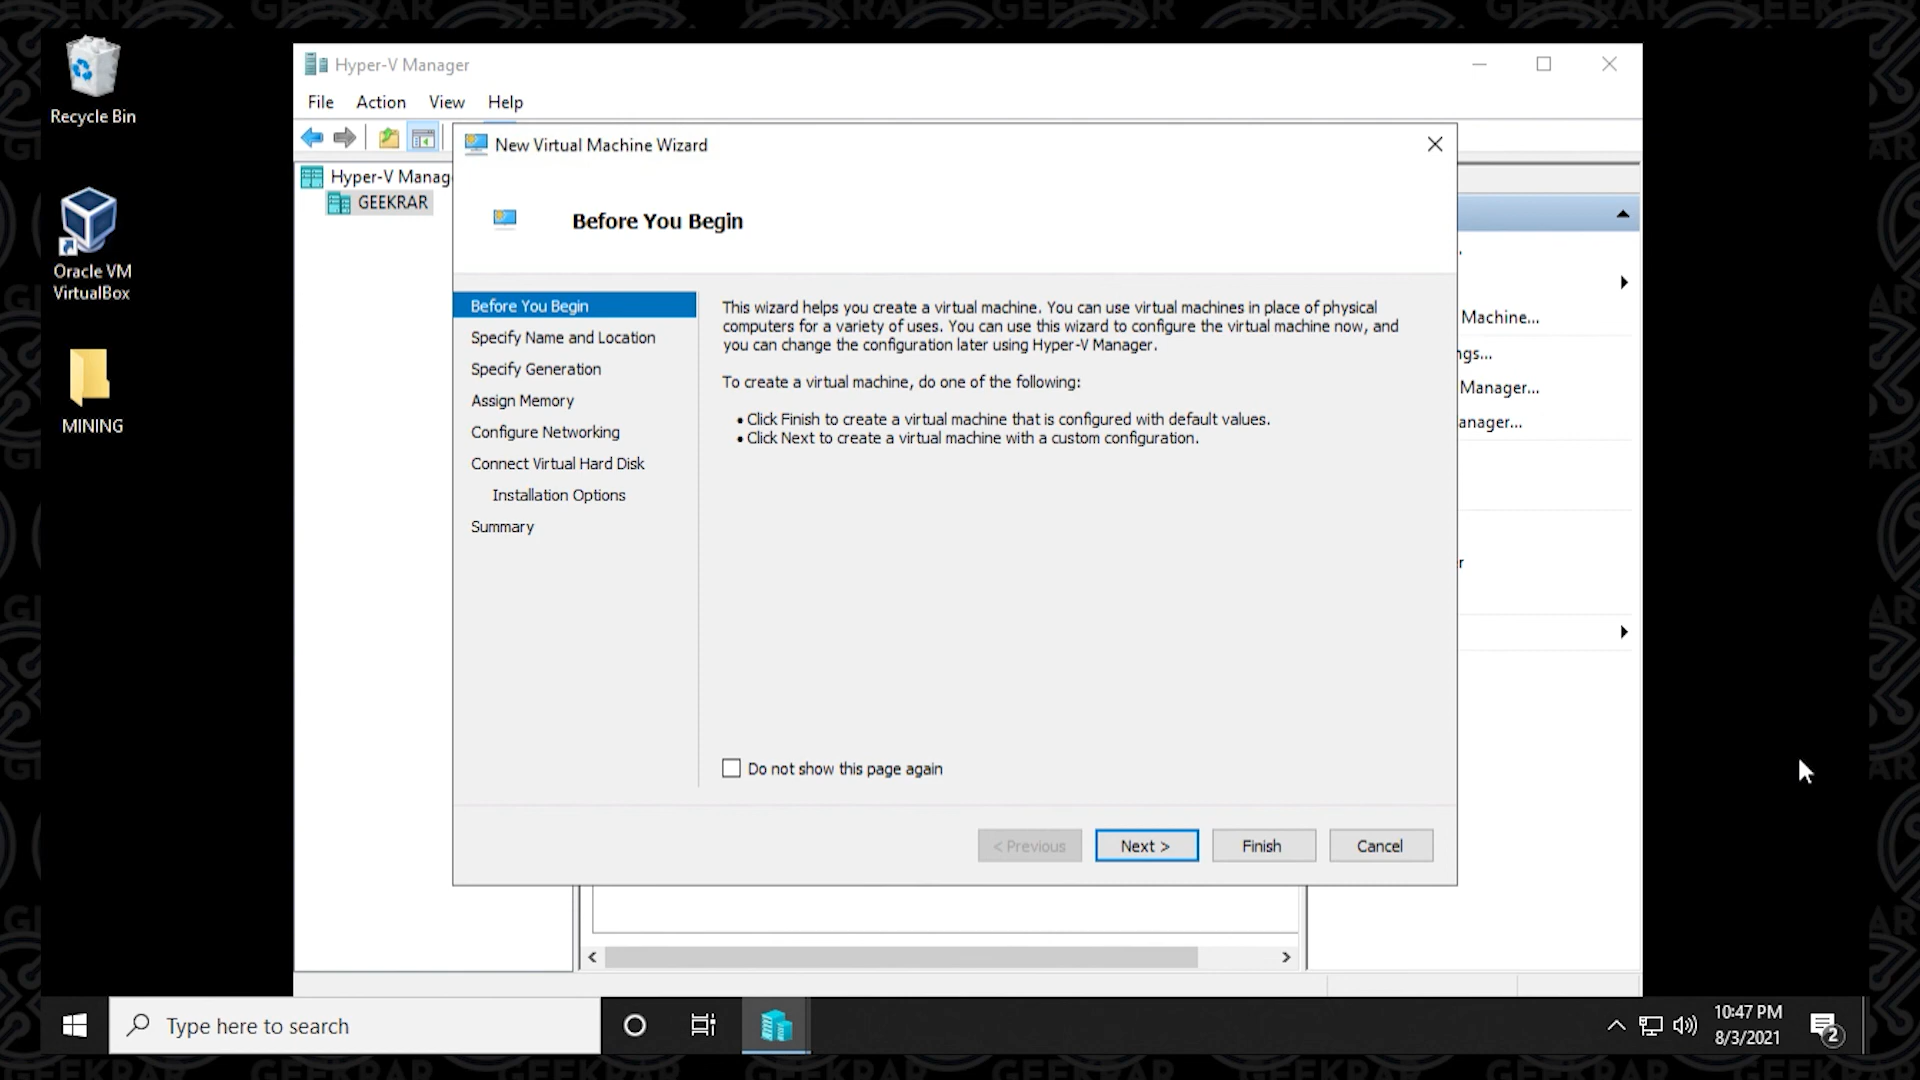 Recycle Bin
Oracle VM
VirtualBox
MINING
Hyper-V Manager
File Action View Help
Hyper-V Manag
GEEKRAR
New Virtual Machine Wizard
Before You Begin
Before You Begin
Specify Name and Location
Specify Generation
Assign Memory
Configure Networking
Connect Virtual Hard Disk
Installation Options
Summary
This wizard helps you create a virtual machine. You can use virtual machines in place of physical
computers for a variety of uses. You can use this wizard to configure the virtual machine now, and
you can change the configuration later using Hyper-V Manager.
To create a virtual machine, do one of the following:
• Click Finish to create a virtual machine that is configured with default values.
• Click Next to create a virtual machine with a custom configuration.
Do not show this page again
< Previous
Next >
Finish
Cancel
Machine...
ngs...
Manager...
anager...
r
Type here to search
10:47 PM
8/3/2021
2